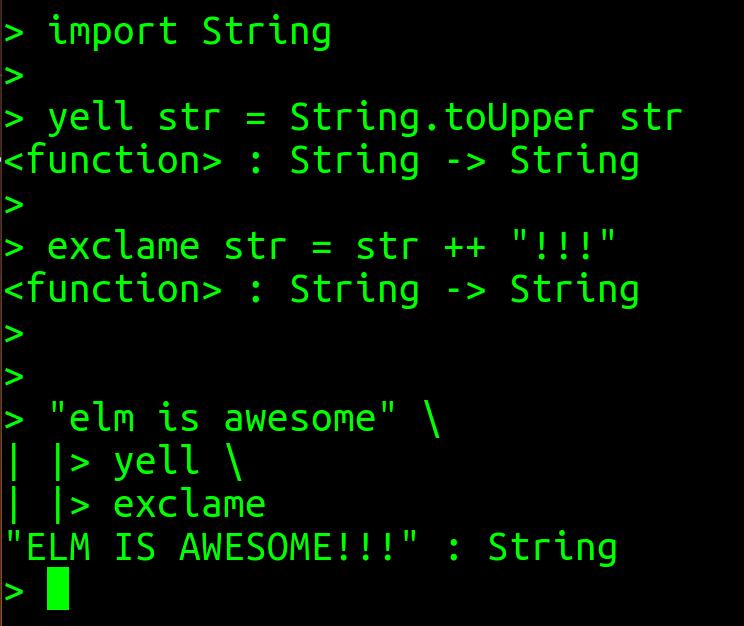 > import String
>
> yell str = String.toUpper str
<function> : String -> String
>
> exclame str = str ++ "!!!"
<function> : String -> String
>
>
> "elm is awesome" \
| |> yell \
| |> exclame
"ELM IS AWESOME!!!" : String
>